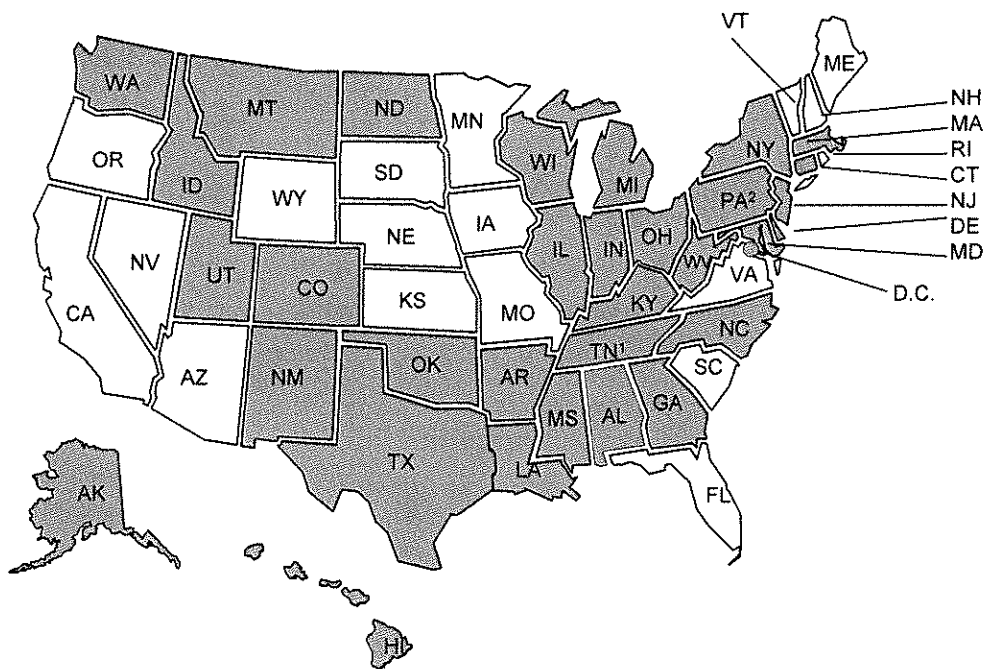 VT
ME
WA
MT
ND
MN
NH
MA
OR
ID
WY
SD
WI
MI
NY
RI
CT
PA²
NJ
NE
IA
IL
IN
OH
DE
MD
NV
UT
CO
KS
MO
WV
VA
KY
D.C.
CA
NC
TN¹
AZ
NM
OK
AR
SC
MS
AL
GA
TX
LA
FL
AK
HI